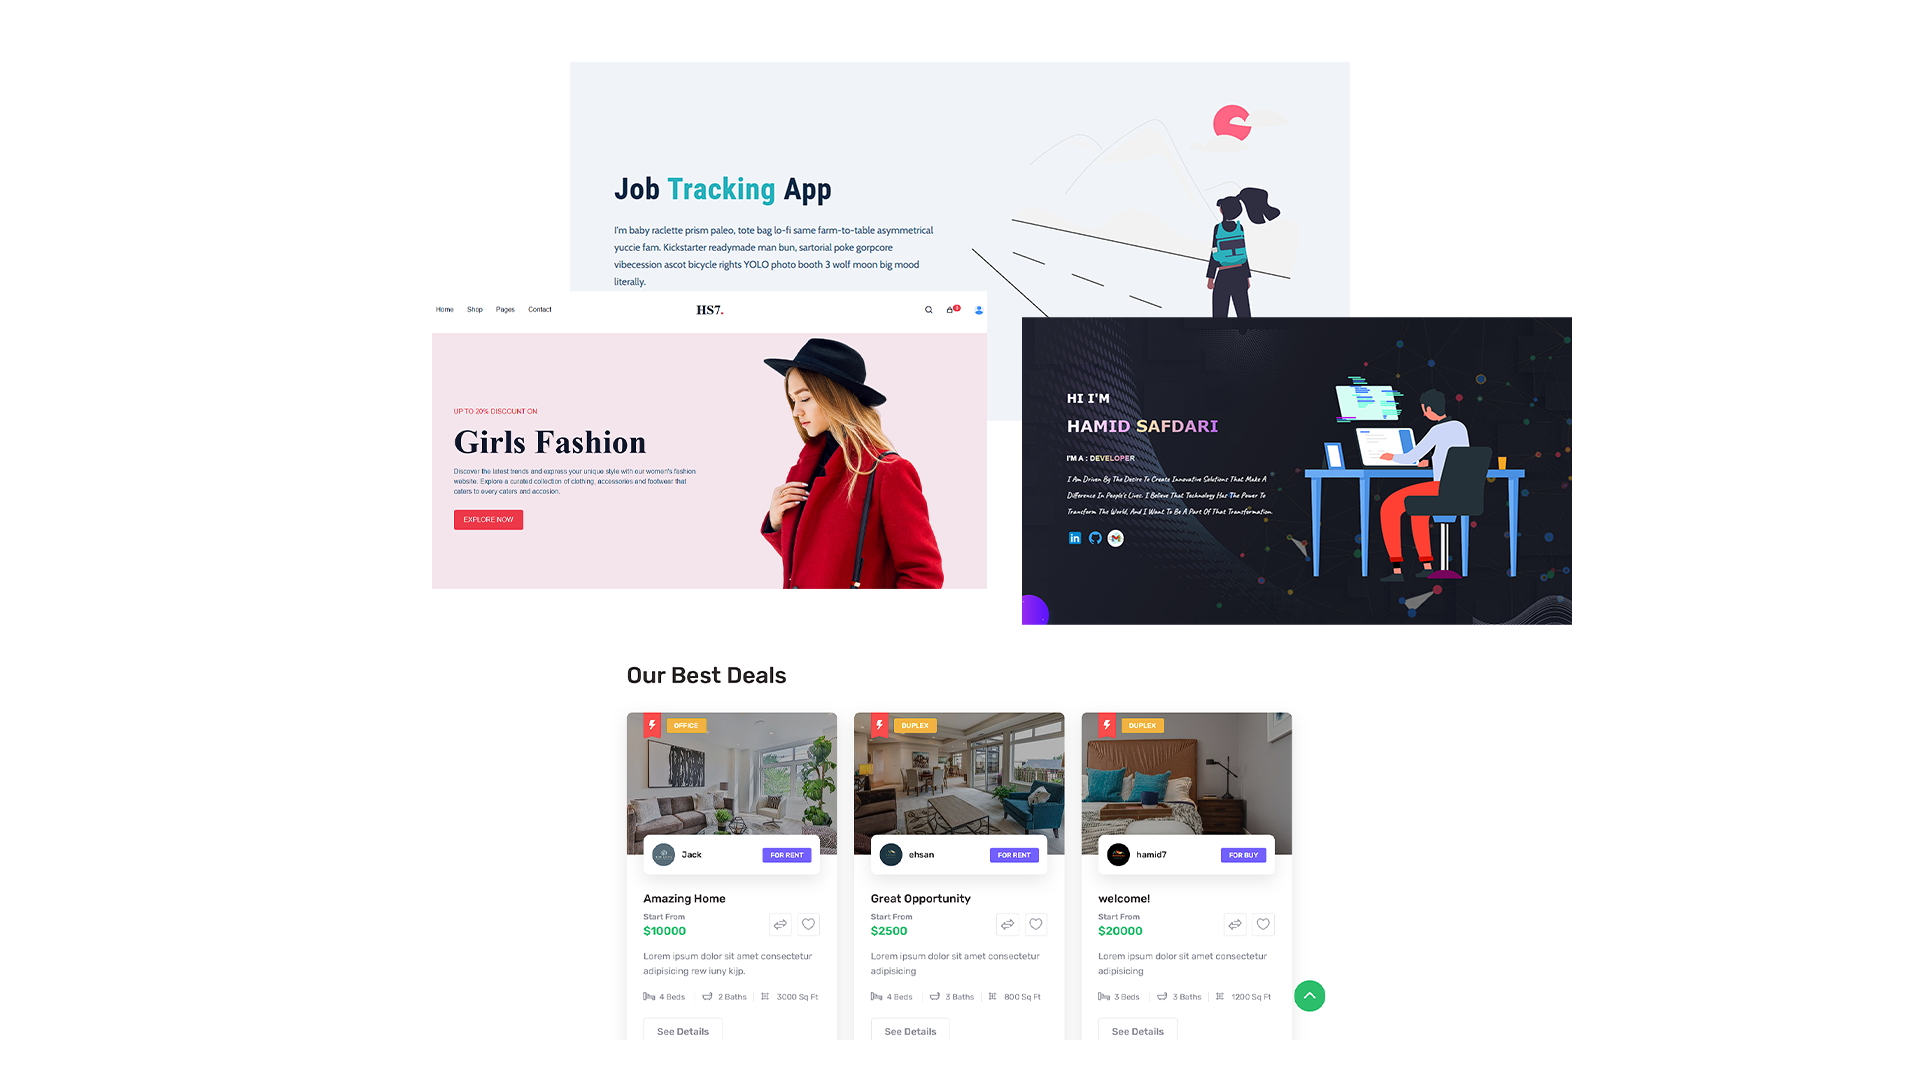 Job Tracking App
I'm baby raclette prism paleo, tote bag lo-fi same farm-to-table asymmetrical
yuccie fam. Kickstarter readymade man bun, sartorial poke gorpcore
vibecession ascot bicycle rights YOLO photo booth 3 wolf moon big mood
literally.
Home Shop Pages Contact HS7.
UP TO 20% DISCOUNT ON
Girls Fashion
Discover the latest trends and express your unique style with our women's fashion
website. Explore a curated collection of clothing, accessories and footwear that
caters to every caters and accosion.
EXPLORE NOW
HI I'M
HAMID SAFDARI
I'M A : DEVELOPER
I Am Driven By The Desire To Create Innovative Solutions That Make A
Difference In People's Lives. I Believe That Technology Has The Power To
Transform The World, And I Want To Be A Part Of That Transformation.
in
Our Best Deals
OFFICE
Jack FOR RENT
Amazing Home
Start From
$10000
Lorem ipsum dolor sit amet consectetur
adipisicing rew iuny kijp.
4 Beds 2 Baths 3000 Sq Ft
See Details
DUPLEX
ehsan FOR RENT
Great Opportunity
Start From
$2500
Lorem ipsum dolor sit amet consectetur
adipisicing
4 Beds 3 Baths 800 Sq Ft
See Details
DUPLEX
hamid7 FOR BUY
welcome!
Start From
$20000
Lorem ipsum dolor sit amet consectetur
adipisicing
3 Beds 3 Baths 1200 Sq Ft
See Details